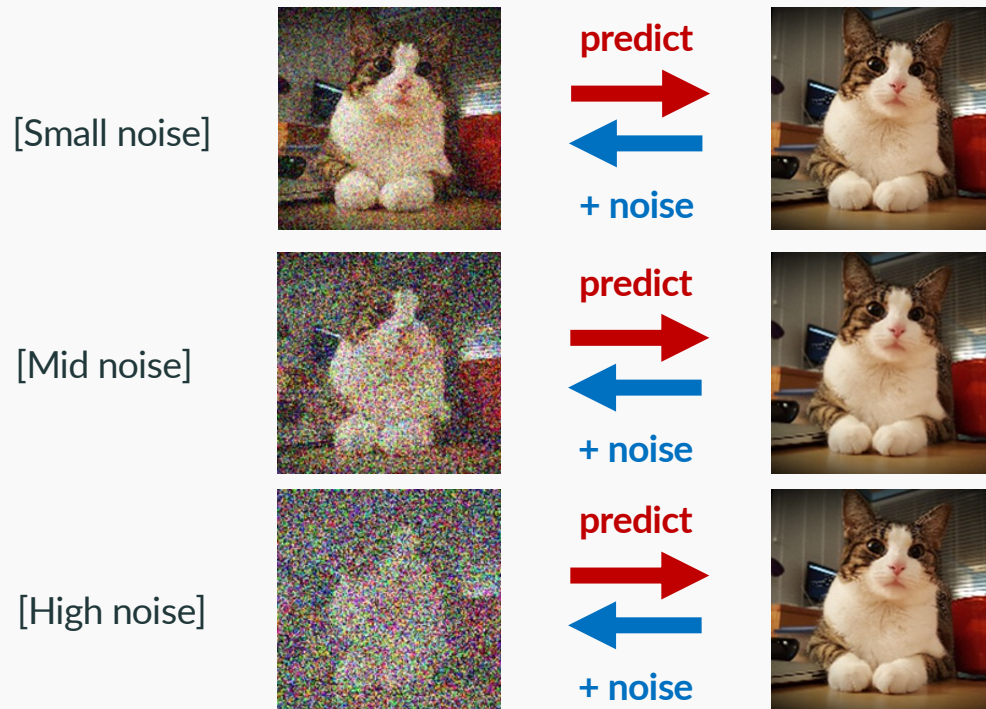 [Small noise]
predict
+ noise
[Mid noise]
predict
+ noise
[High noise]
predict
+ noise